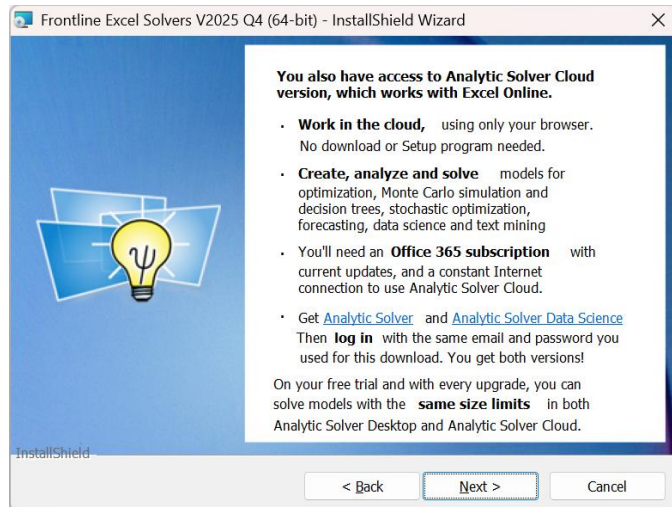 Frontline Excel Solvers V2025 Q4 (64-bit) - InstallShield Wizard
You also have access to Analytic Solver Cloud
version, which works with Excel Online.
· Work in the cloud, using only your browser.
No download or Setup program needed.
· Create, analyze and solve models for
optimization, Monte Carlo simulation and
decision trees, stochastic optimization,
forecasting, data science and text mining
· You'll need an Office 365 subscription with
current updates, and a constant Internet
connection to use Analytic Solver Cloud.
· Get Analytic Solver and Analytic Solver Data Science
Then log in with the same email and password you
used for this download. You get both versions!
On your free trial and with every upgrade, you can
solve models with the same size limits in both
Analytic Solver Desktop and Analytic Solver Cloud.
ψ
InstallShield
< Back
Next >
Cancel